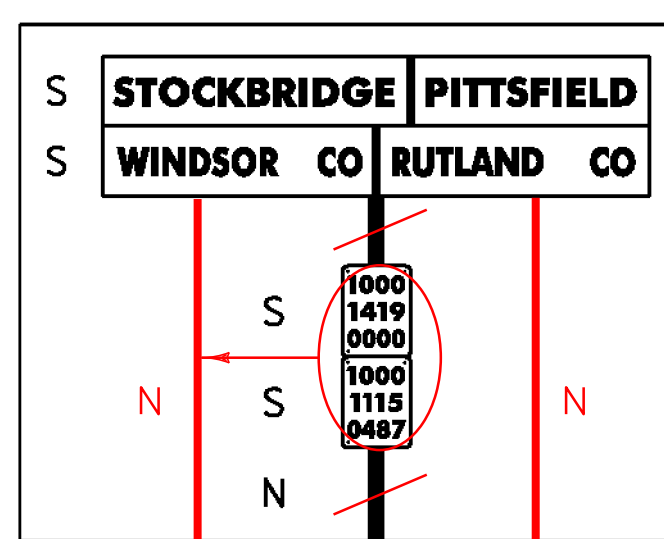 S STOCKBRIDGE PITTSFIELD
S WINDSOR CO RUTLAND CO
1000
S 1419
0000
1000
N S 1115 N
0487
N